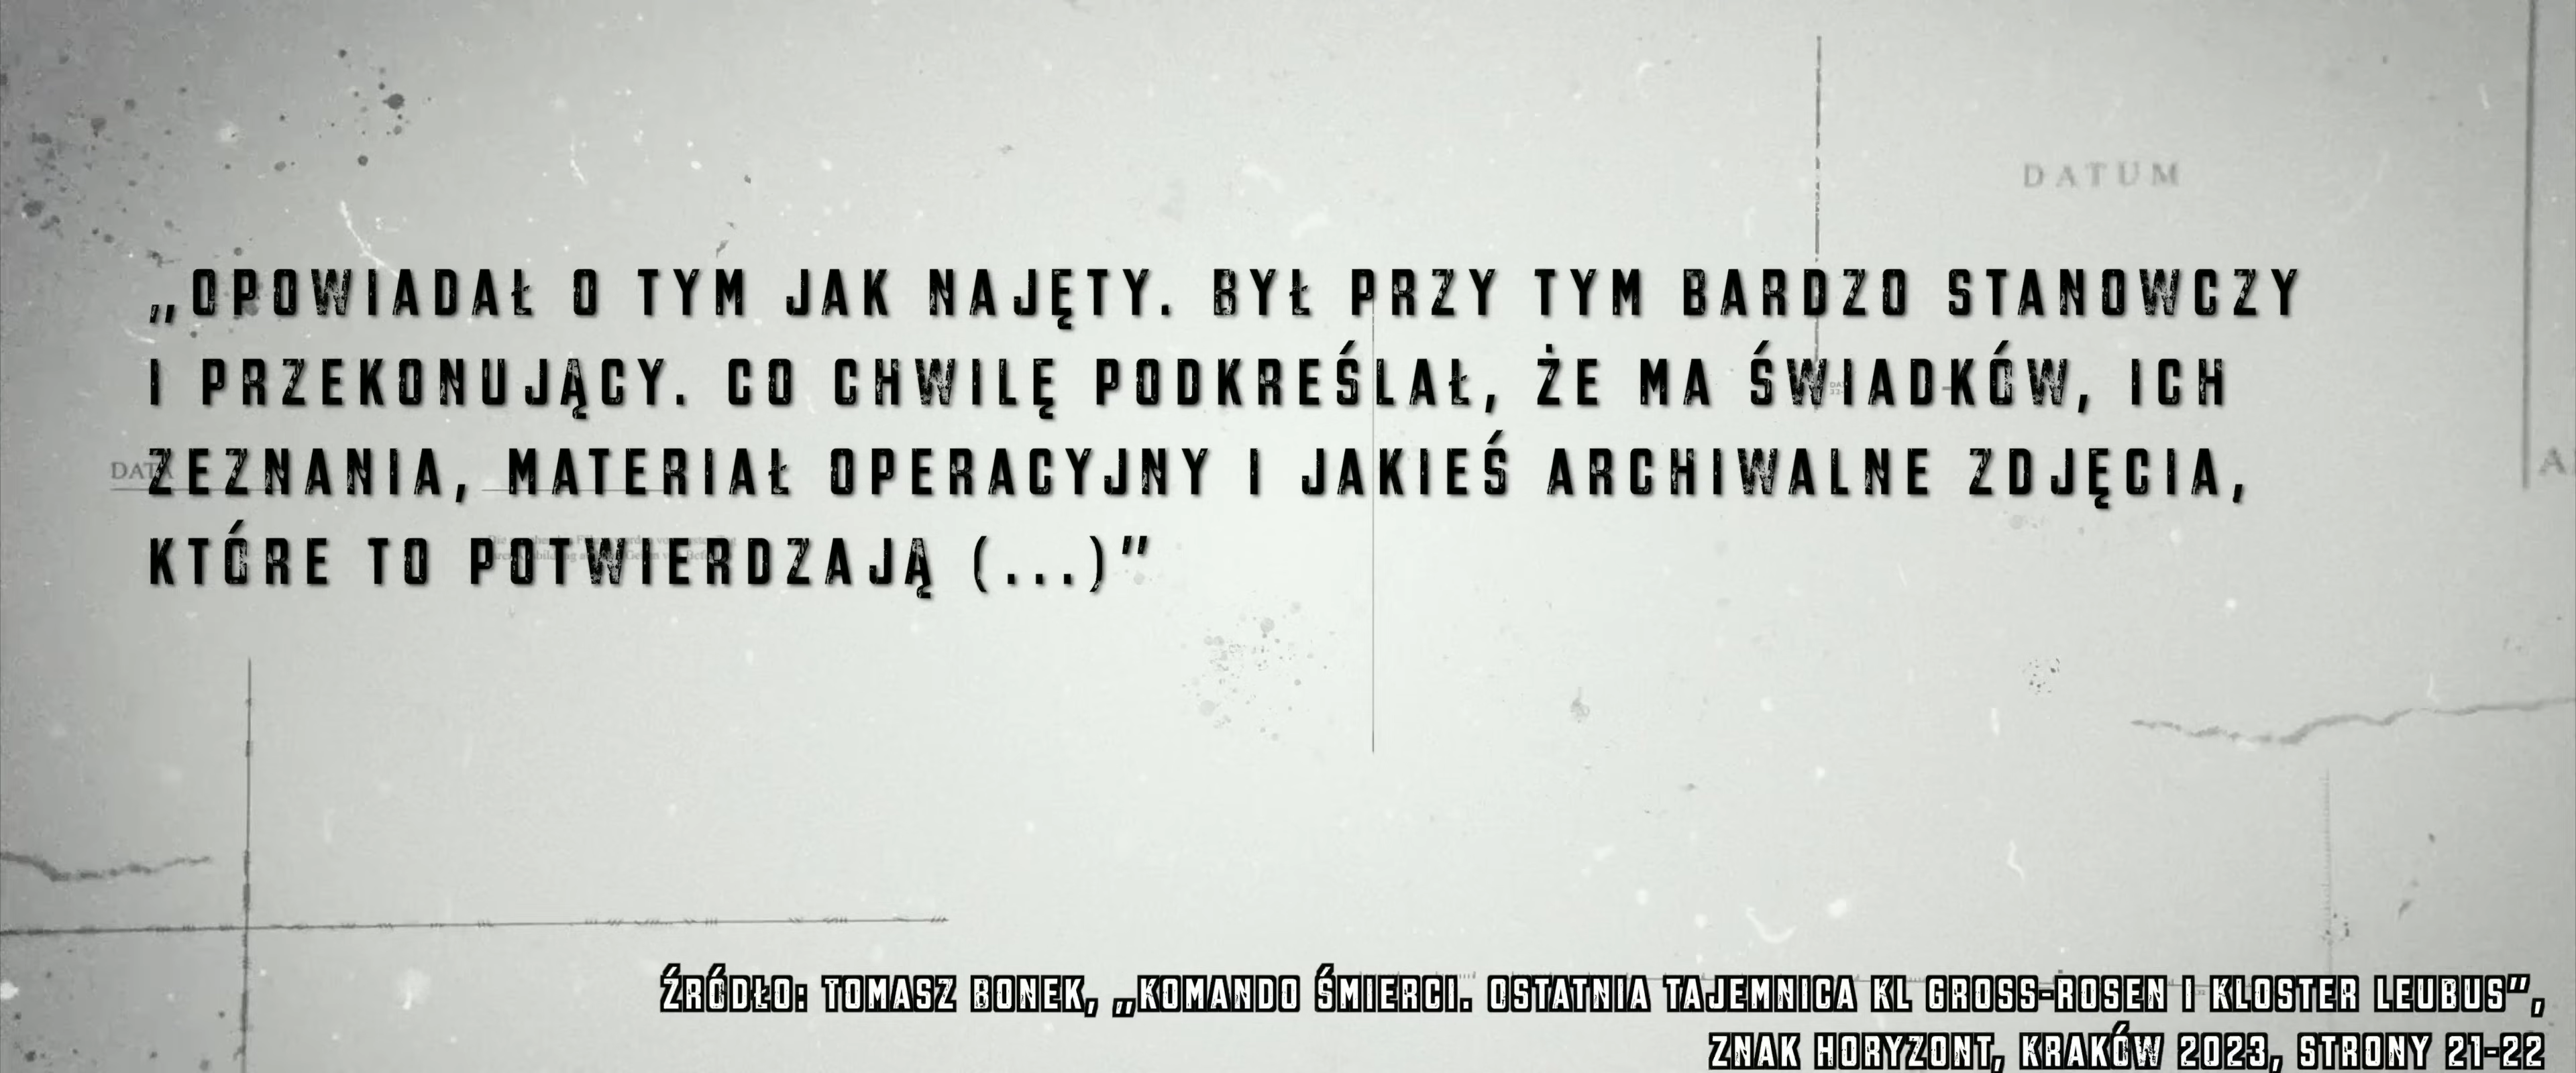 DATUM
„OPOWIADAŁ O TYM JAK NAJĘTY. BYŁ PRZY TYM BARDZO STANOWCZY
I PRZEKONUJĄCY. CO CHWILĘ PODKREŚLAŁ, ŻE MA ŚWIADKÓW, ICH
ZEZNANIA, MATERIAŁ OPERACYJNY I JAKIEŚ ARCHIWALNE ZDJĘCIA,
KTÓRE TO POTWIERDZAJĄ (...)”
ŹRÓDŁO: TOMASZ BONEK, „KOMANDO ŚMIERCI. OSTATNIA TAJEMNICA KL GROSS-ROSEN I KLOSTER LEUBUS”,
ZNAK HORYZONT, KRAKÓW 2023, STRONY 21-22